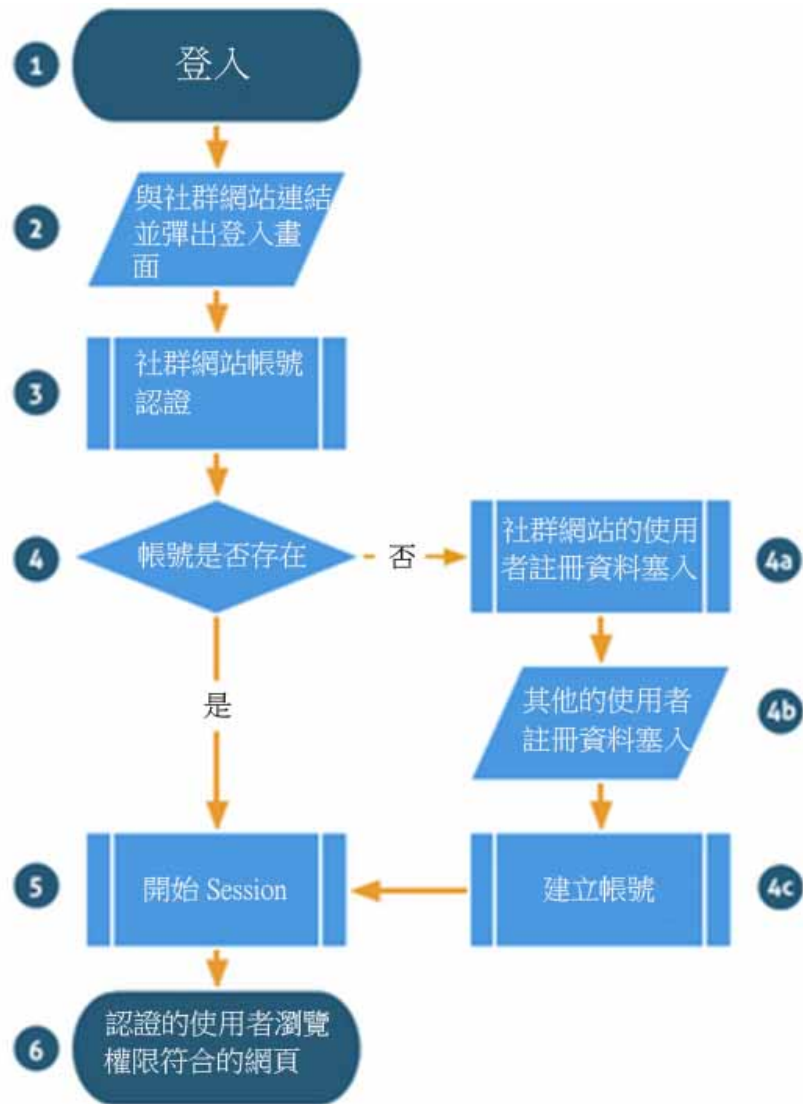 1
登入
2
與社群網站連結
並彈出登入畫
面
3
社群網站帳號
認證
4
帳號是否存在
否
社群網站的使用
者註冊資料塞入
4a
是
其他的使用者
註冊資料塞入
4b
5
開始 Session
建立帳號
4c
6
認證的使用者瀏覽
權限符合的網頁